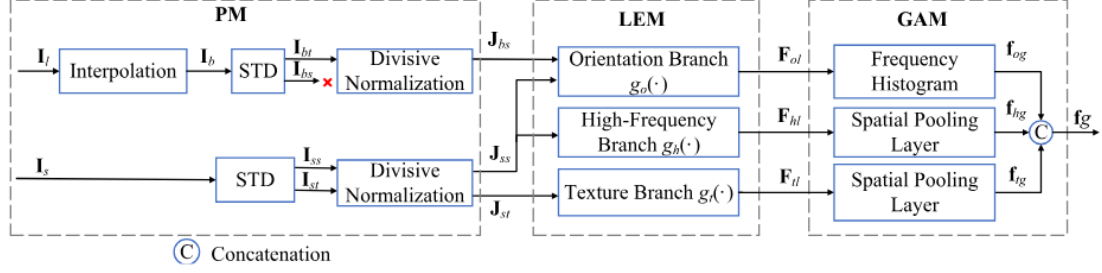 PM
LEM
GAM
I_l
Interpolation
I_b
STD
I_bt
I_bs
Divisive
Normalization
J_bs
Orientation Branch
g_o(·)
F_ol
Frequency
Histogram
f_og
High-Frequency
Branch g_h(·)
F_hl
Spatial Pooling
Layer
f_hg
C
fg
I_s
STD
I_ss
I_st
Divisive
Normalization
J_ss
J_st
Texture Branch g_t(·)
F_tl
Spatial Pooling
Layer
f_tg
C Concatenation